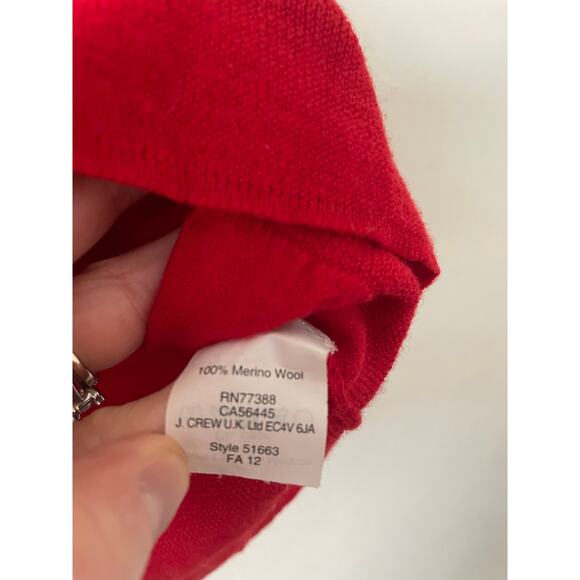 100% Merino Wool
RN77388
CA56445
J. CREW U.K. Ltd EC4V 6JA
Style 51663
FA 12